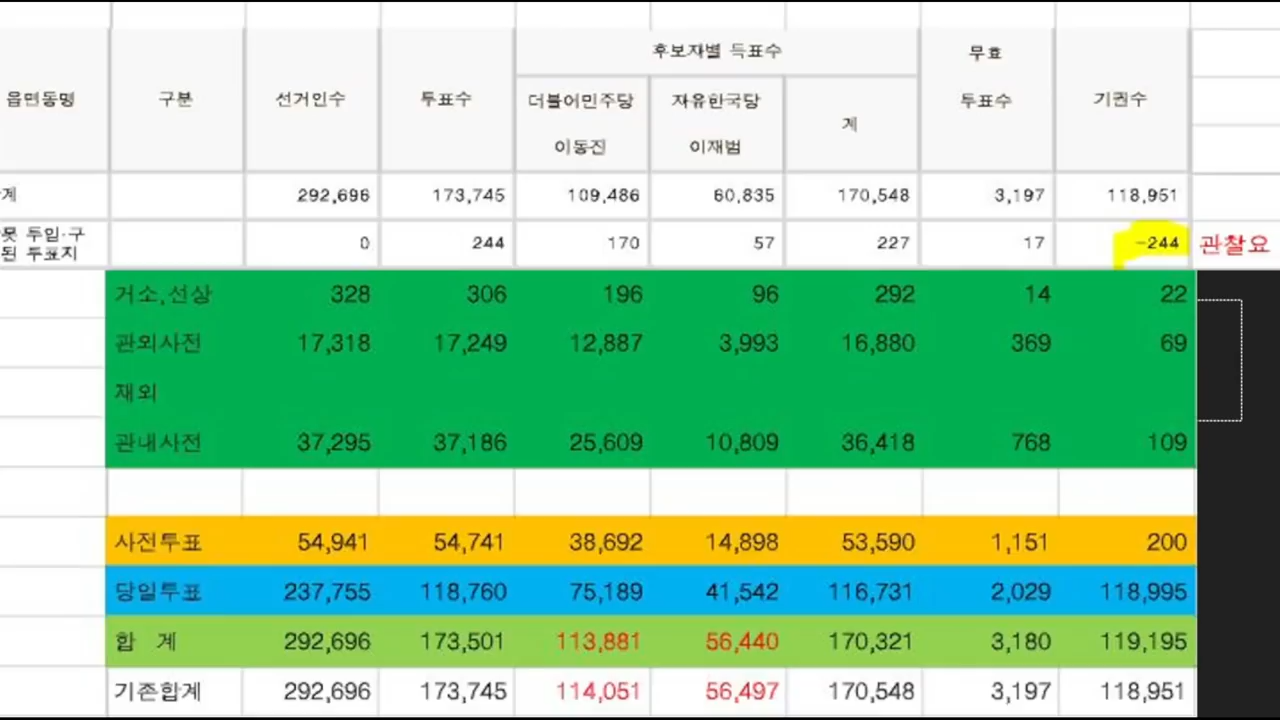 후보자별 득표수
무효
읍면동명 구분 선거인수 투표수 더불어민주당 자유한국당 투표수 기권수
계
이동진 이재범
계 292,696 173,745 109,486 60,835 170,548 3,197 118,951
못 투입·구
된 투표지
0 244 170 57 227 17 -244 관찰요
거소,선상 328 306 196 96 292 14 22
관외사전 17,318 17,249 12,887 3,993 16,880 369 69
재외
관내사전 37,295 37,186 25,609 10,809 36,418 768 109
사전투표 54,941 54,741 38,692 14,898 53,590 1,151 200
당일투표 237,755 118,760 75,189 41,542 116,731 2,029 118,995
합 계 292,696 173,501 113,881 56,440 170,321 3,180 119,195
기존합계 292,696 173,745 114,051 56,497 170,548 3,197 118,951